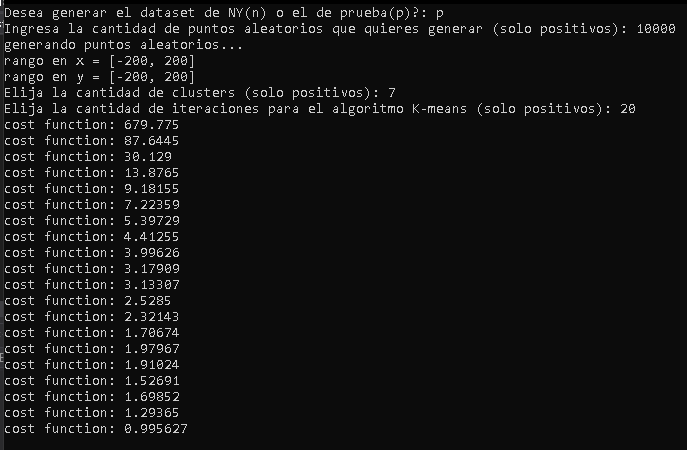 Desea generar el dataset de NY(n) o el de prueba(p)?: p
Ingresa la cantidad de puntos aleatorios que quieres generar (solo positivos): 10000
generando puntos aleatorios...
rango en x = [-200, 200]
rango en y = [-200, 200]
Elija la cantidad de clusters (solo positivos): 7
Elija la cantidad de iteraciones para el algoritmo K-means (solo positivos): 20
cost function: 679.775
cost function: 87.6445
cost function: 30.129
cost function: 13.8765
cost function: 9.18155
cost function: 7.22359
cost function: 5.39729
cost function: 4.41255
cost function: 3.99626
cost function: 3.17909
cost function: 3.13307
cost function: 2.5285
cost function: 2.32143
cost function: 1.70674
cost function: 1.97967
cost function: 1.91024
cost function: 1.52691
cost function: 1.69852
cost function: 1.29365
cost function: 0.995627